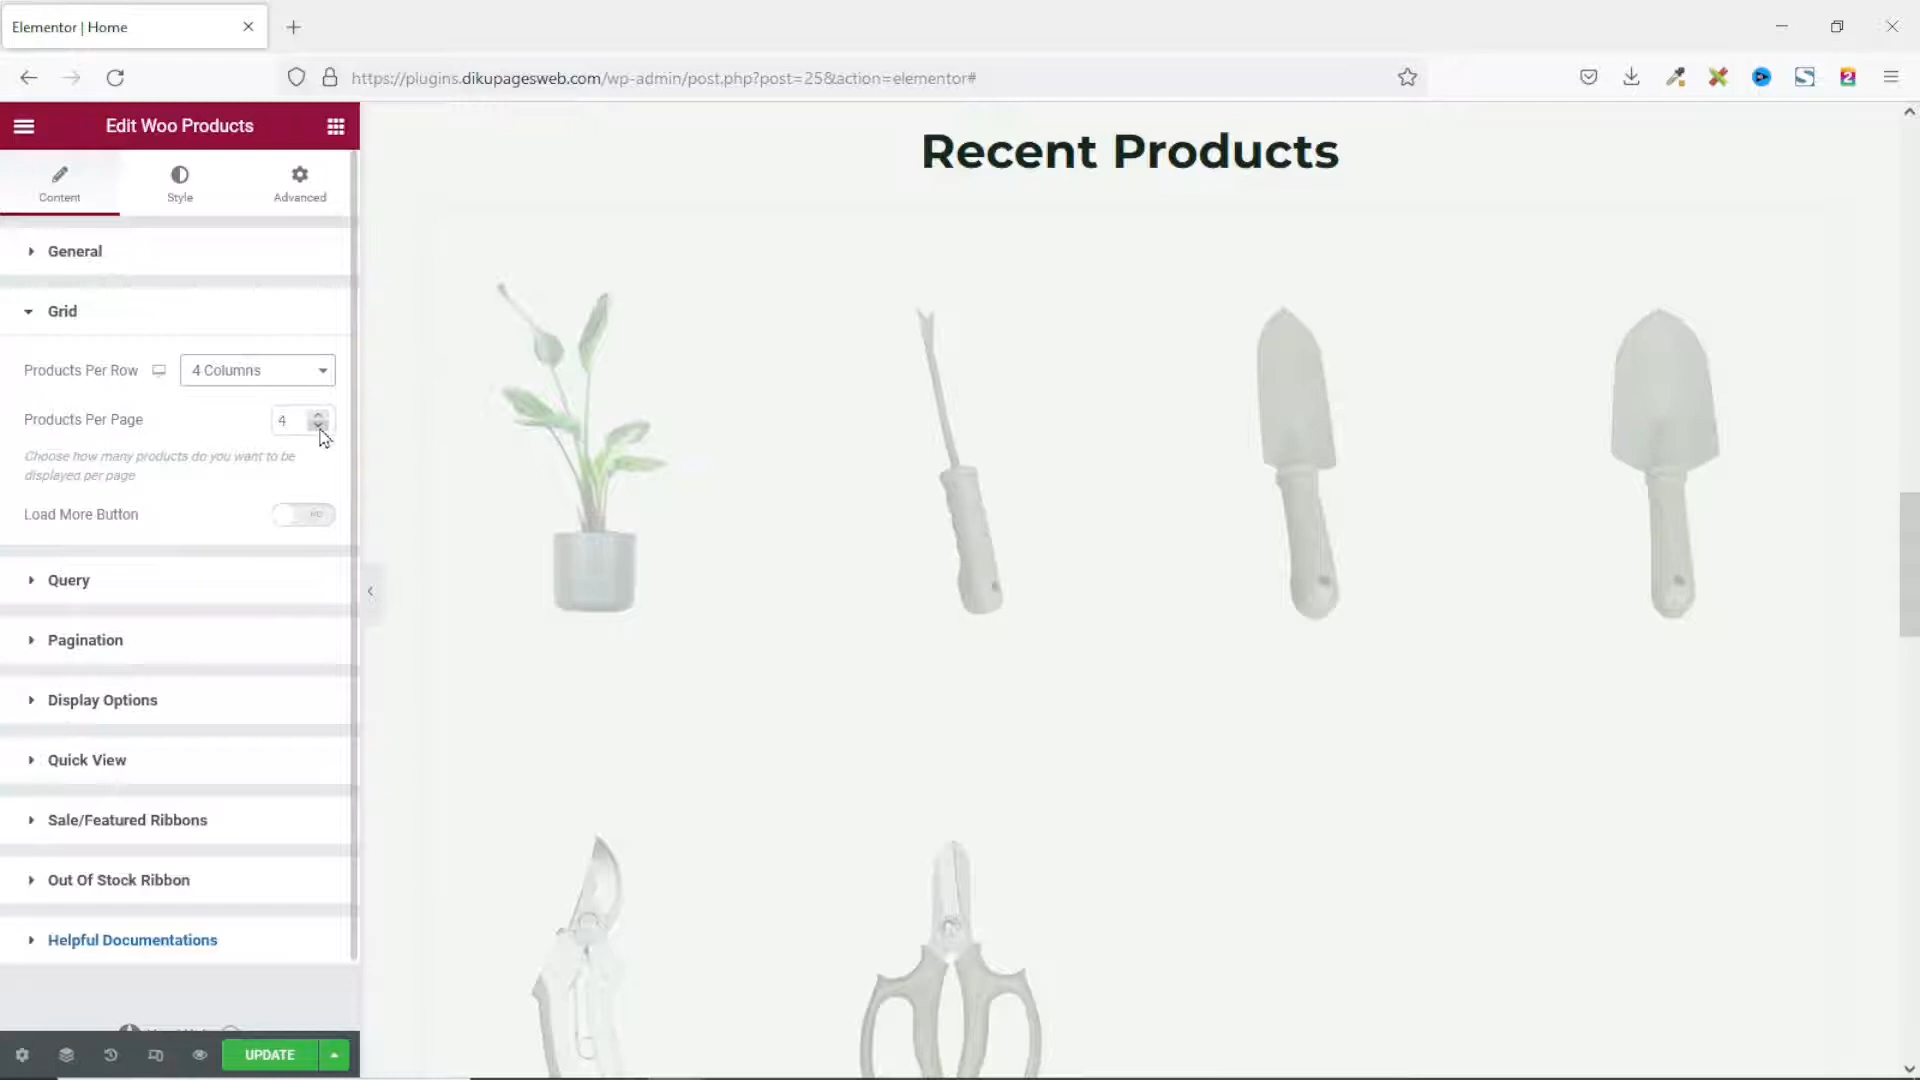 Elementor | Home
https://plugins.dikupagesweb.com/wp-admin/post.php?post=25&action=elementor#
2
Edit Woo Products
Content
Style
Advanced
General
Grid
Products Per Row
4 Columns
Products Per Page
4
Choose how many products do you want to be
displayed per page
Load More Button
NO
Query
Pagination
Display Options
Quick View
Sale/Featured Ribbons
Out Of Stock Ribbon
Helpful Documentations
UPDATE
Recent Products